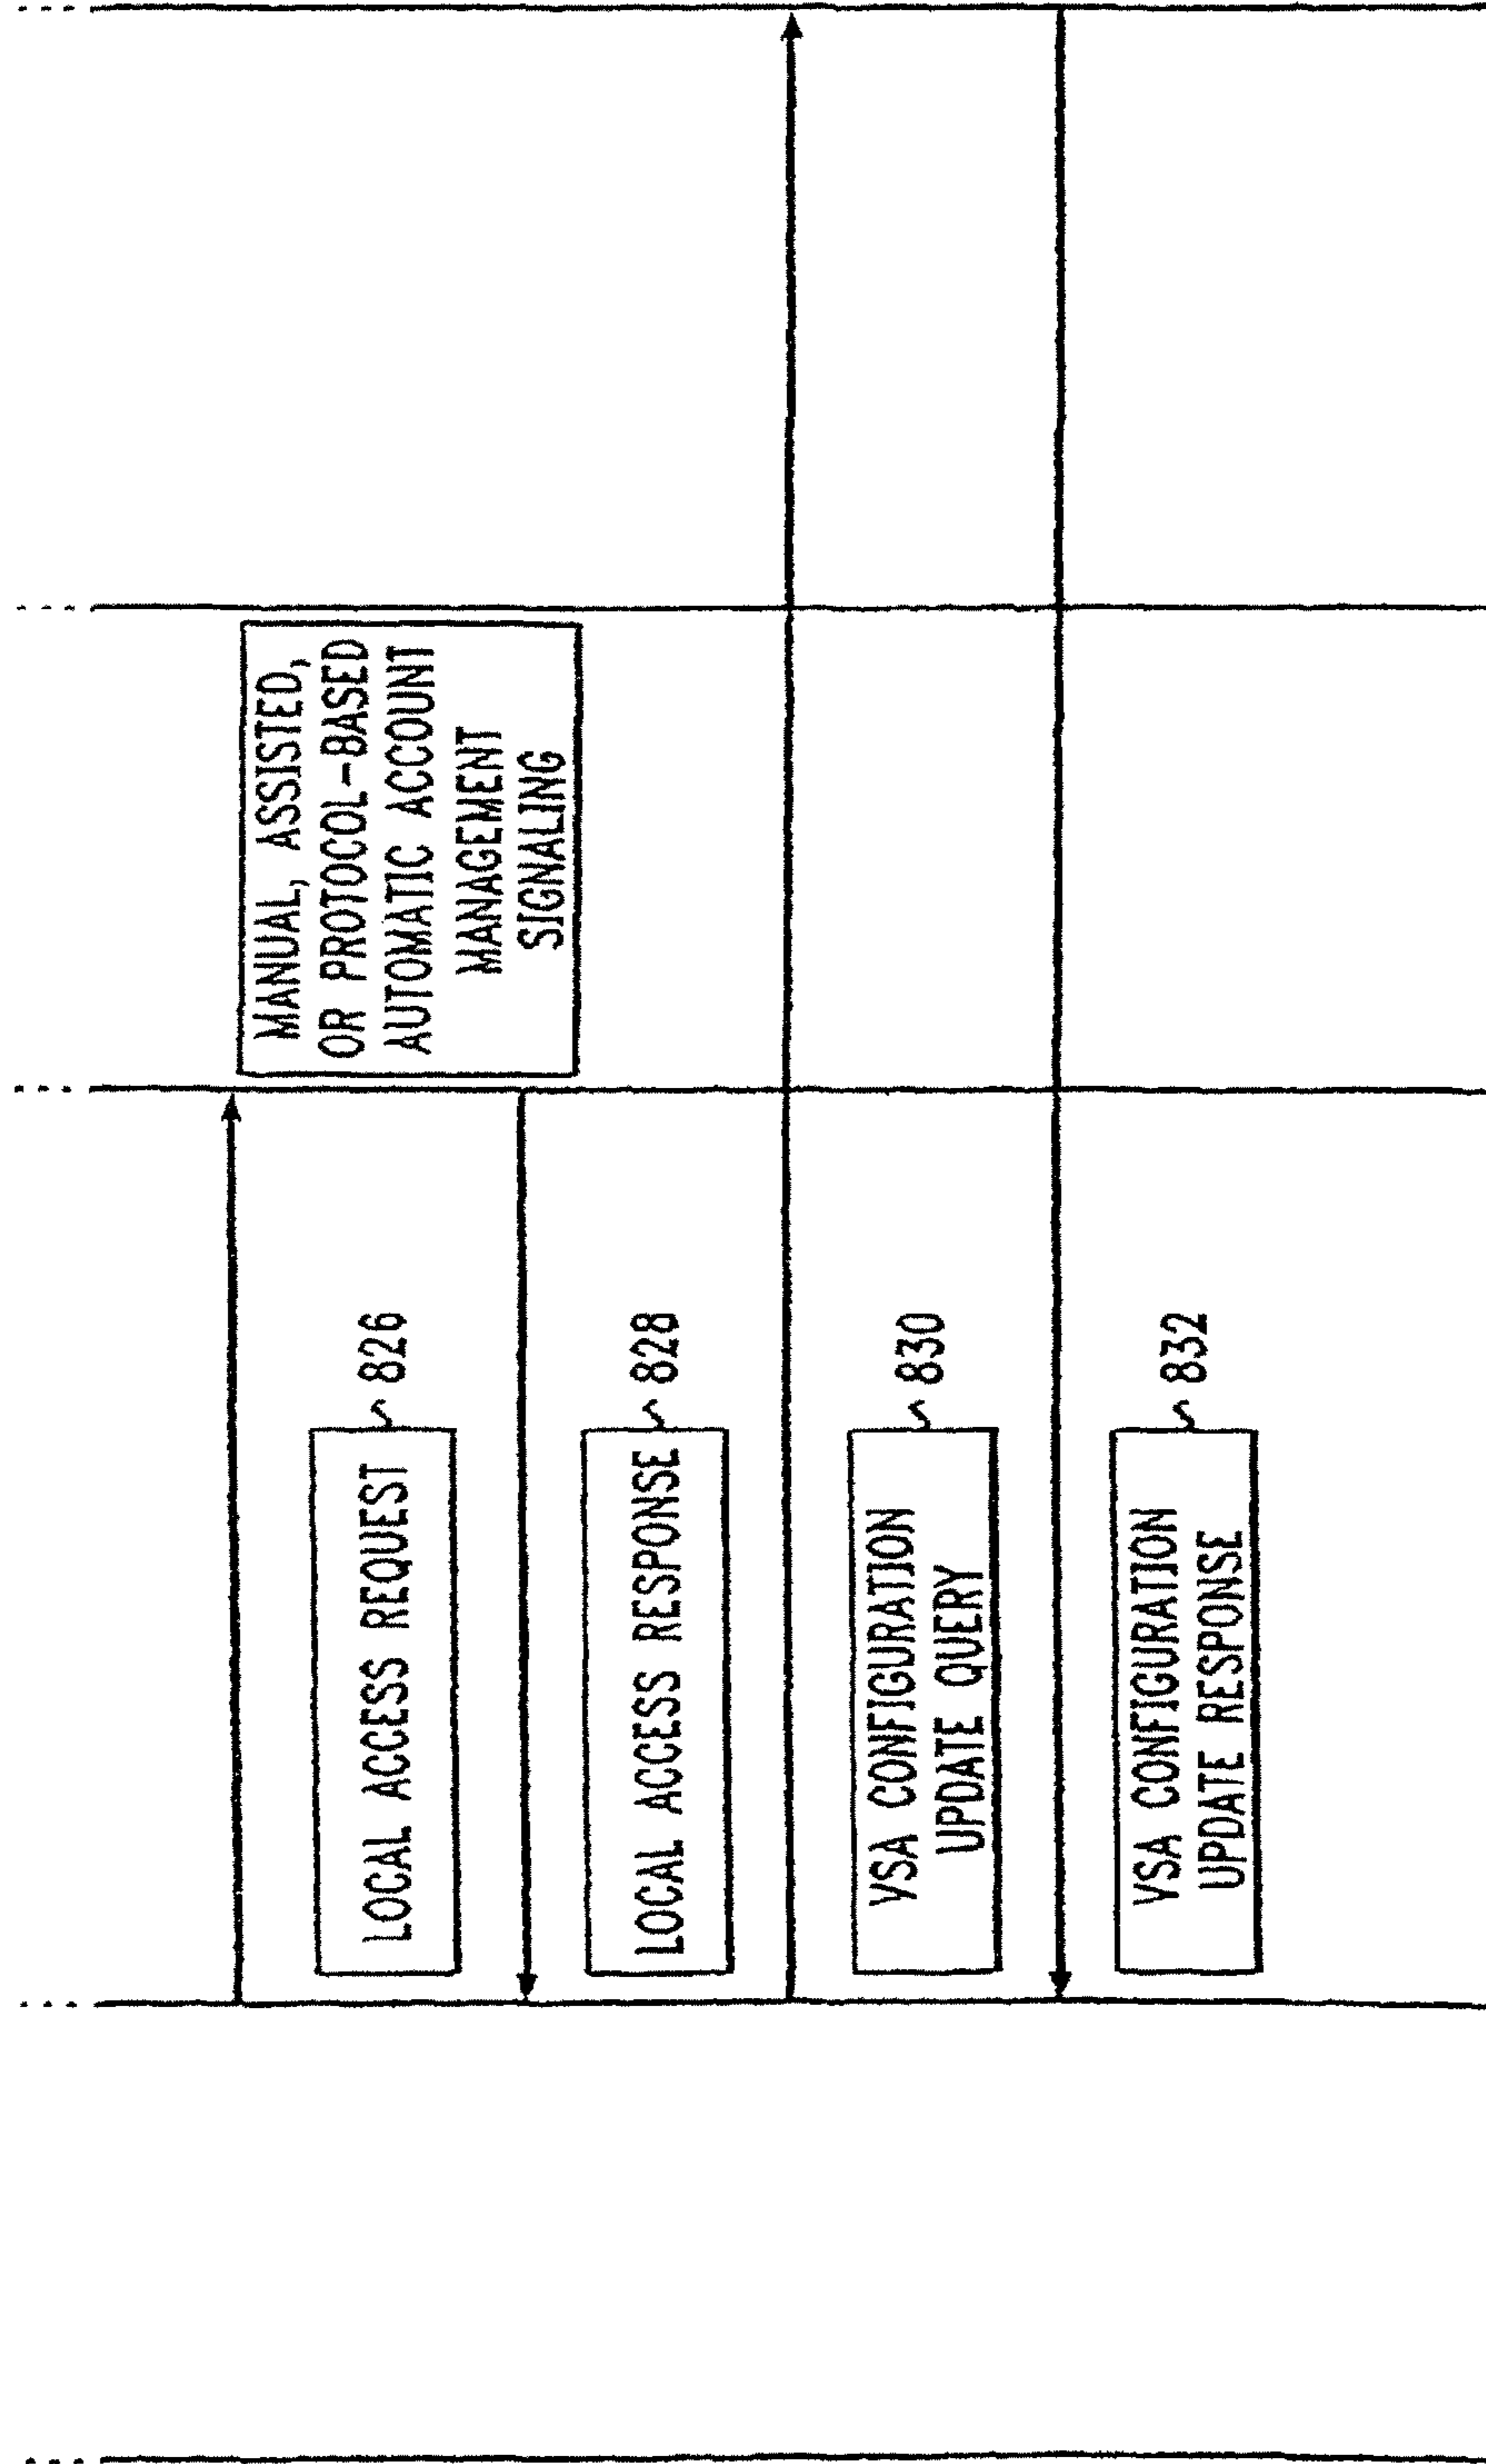 LOCAL ACCESS REQUEST
826
MANUAL, ASSISTED,
OR PROTOCOL-BASED
AUTOMATIC ACCOUNT
MANAGEMENT
SIGNALING
LOCAL ACCESS RESPONSE
828
VSA CONFIGURATION
UPDATE QUERY
830
VSA CONFIGURATION
UPDATE RESPONSE
832